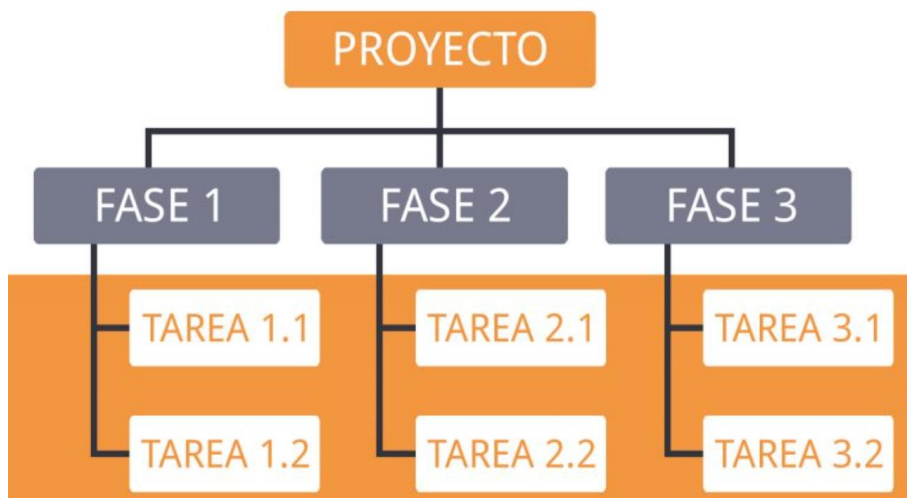 PROYECTO
FASE 1
FASE 2
FASE 3
TAREA 1.1
TAREA 2.1
TAREA 3.1
TAREA 1.2
TAREA 2.2
TAREA 3.2